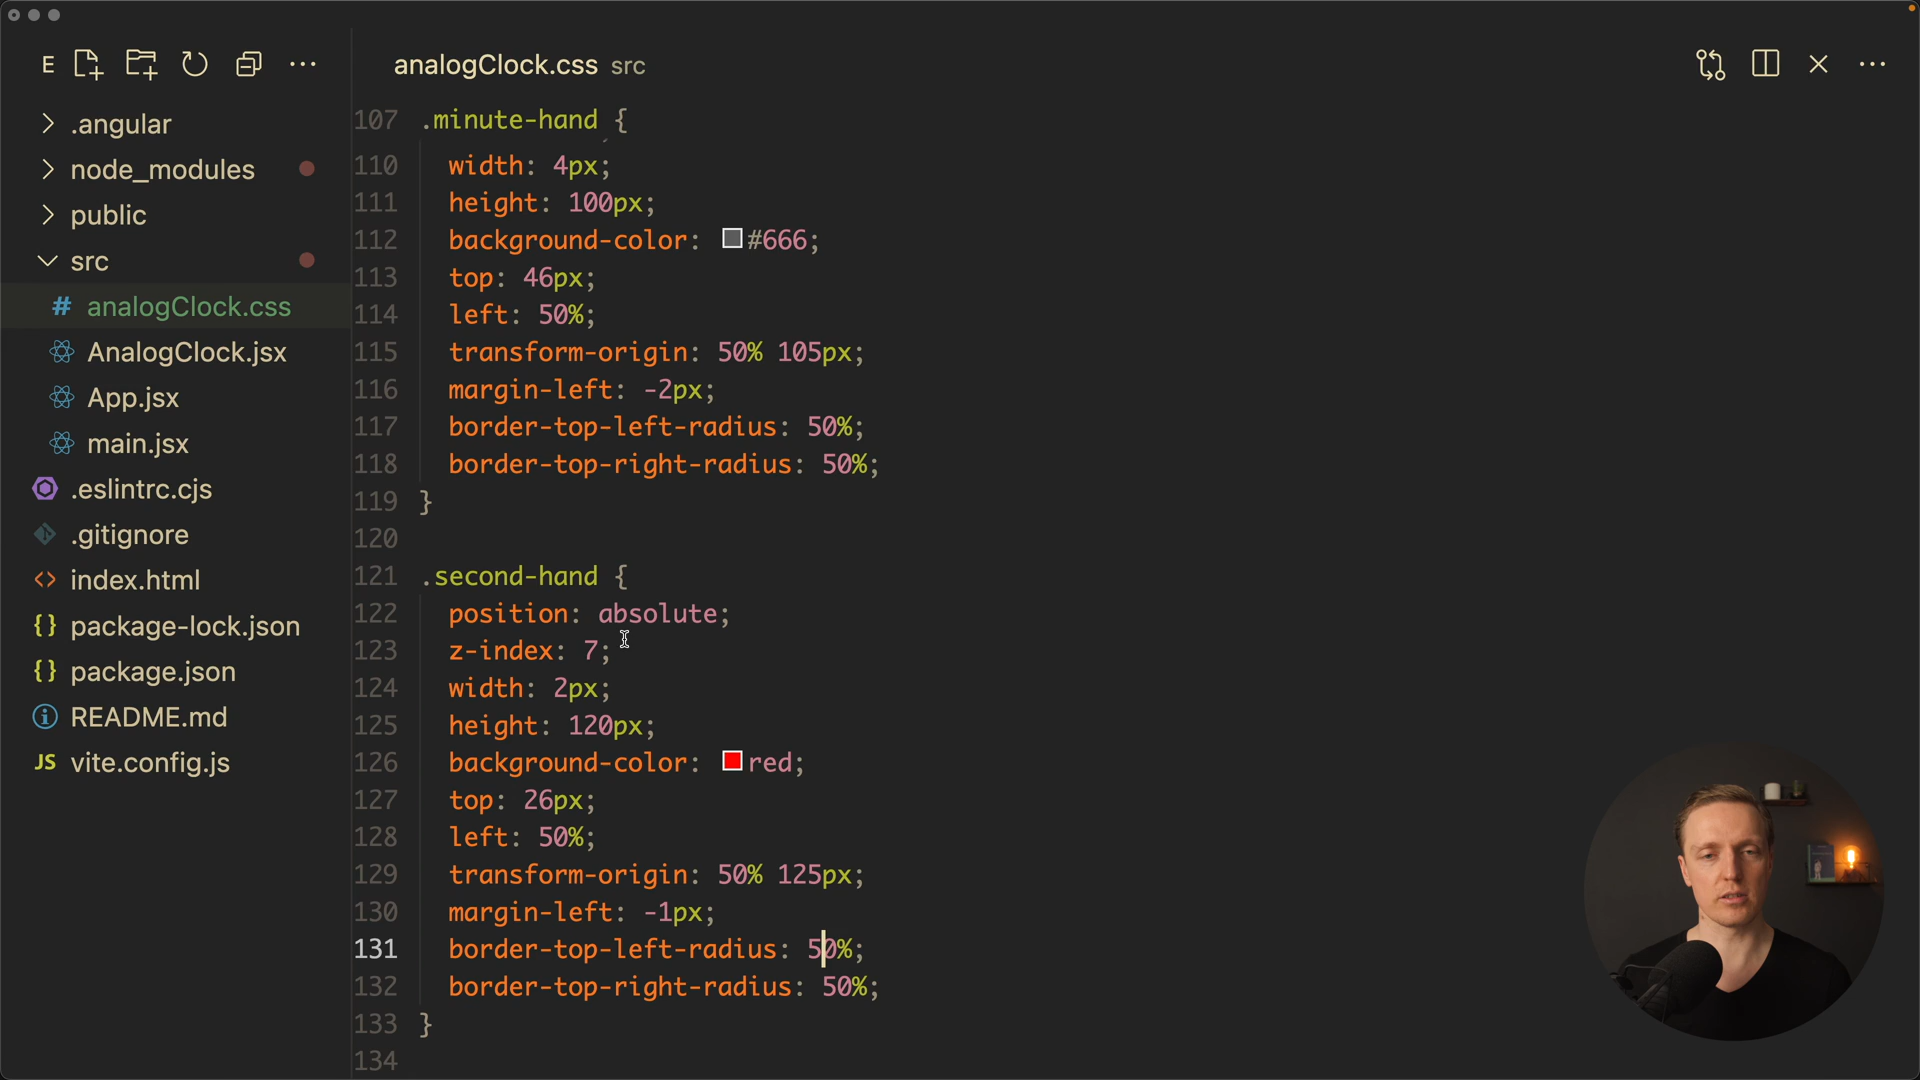 E
analogClock.css src
.angular
node_modules
public
src
# analogClock.css
AnalogClock.jsx
App.jsx
main.jsx
.eslintrc.cjs
.gitignore
<> index.html
{} package-lock.json
{} package.json
README.md
JS vite.config.js
107 .minute-hand {
110 width: 4px;
111 height: 100px;
112 background-color: #666;
113 top: 46px;
114 left: 50%;
115 transform-origin: 50% 105px;
116 margin-left: -2px;
117 border-top-left-radius: 50%;
118 border-top-right-radius: 50%;
119 }
120
121 .second-hand {
122 position: absolute;
123 z-index: 7;
124 width: 2px;
125 height: 120px;
126 background-color: red;
127 top: 26px;
128 left: 50%;
129 transform-origin: 50% 125px;
130 margin-left: -1px;
131 border-top-left-radius: 50%;
132 border-top-right-radius: 50%;
133 }
134